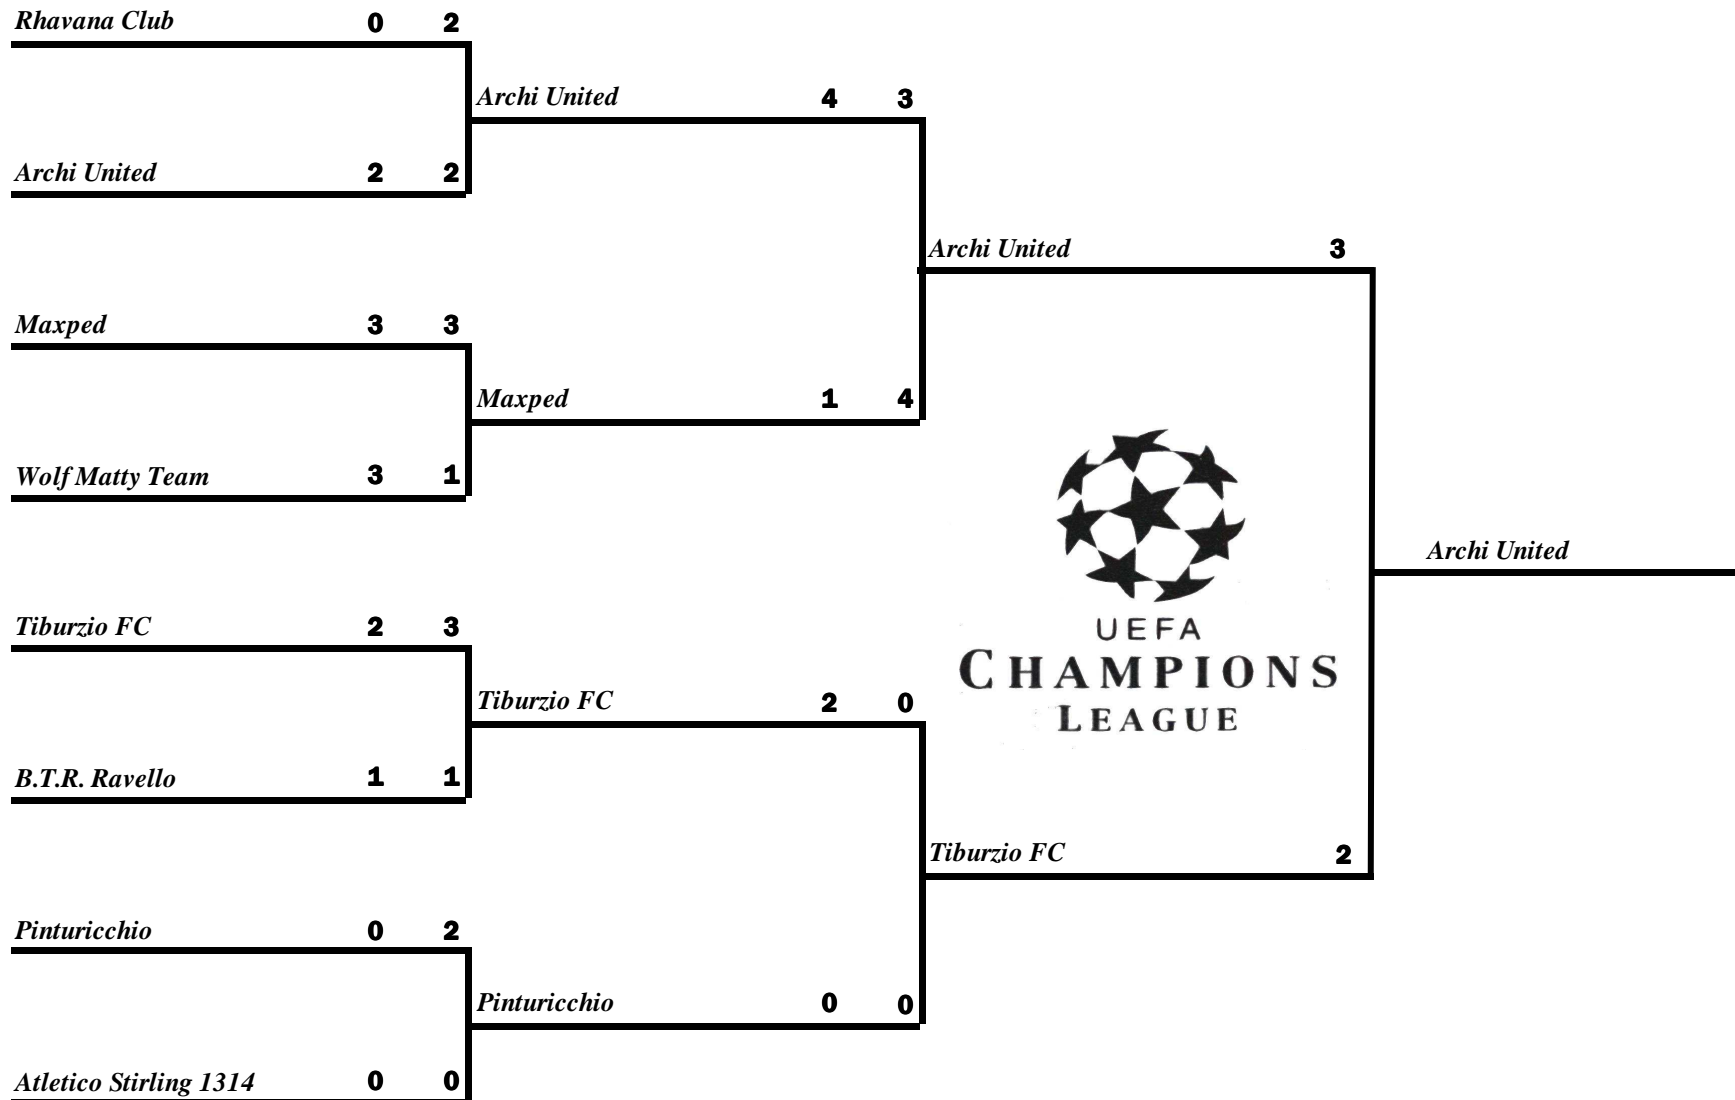 Rhavana Club 0 2
Archi United 4 3
Archi United 2 2
Archi United 3
Maxped 3 3
Maxped 1 4
Wolf Matty Team 3 1
Archi United
Tiburzio FC 2 3
UEFA
CHAMPIONS
LEAGUE
Tiburzio FC 2 0
B.T.R. Ravello 1 1
Tiburzio FC 2
Pinturicchio 0 2
Pinturicchio 0 0
Atletico Stirling 1314 0 0